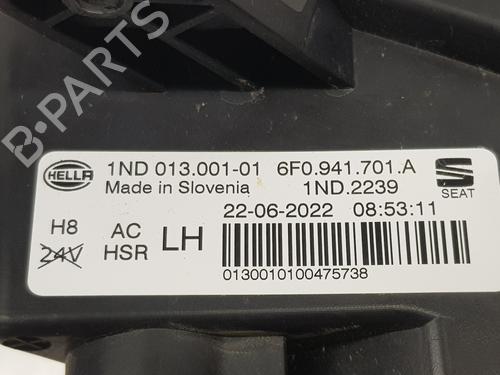 B-PARTS
HELLA
1ND 013.001-01 6F0.941.701.A
Made in Slovenia 1ND.2239
SEAT
22-06-2022 08:53:11
H8 AC LH
24V HSR
0130010100475738